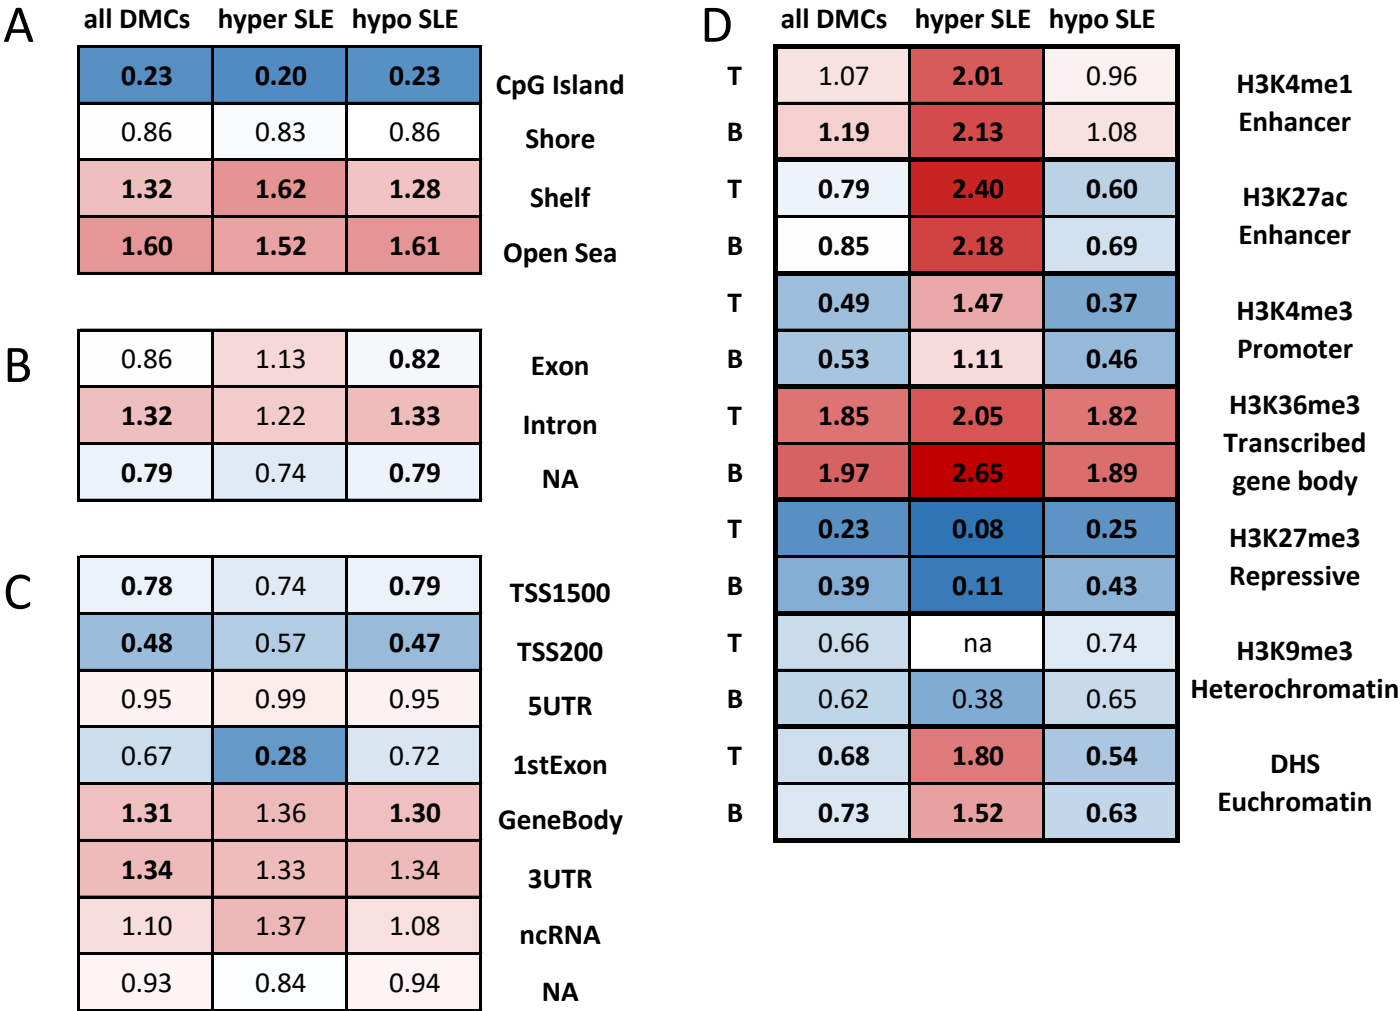 A
all DMCs hyper SLE hypo SLE
0.23 0.20 0.23 CpG Island
0.86 0.83 0.86 Shore
1.32 1.62 1.28 Shelf
1.60 1.52 1.61 Open Sea
B
0.86 1.13 0.82 Exon
1.32 1.22 1.33 Intron
0.79 0.74 0.79 NA
C
0.78 0.74 0.79 TSS1500
0.48 0.57 0.47 TSS200
0.95 0.99 0.95 5UTR
0.67 0.28 0.72 1stExon
1.31 1.36 1.30 GeneBody
1.34 1.33 1.34 3UTR
1.10 1.37 1.08 ncRNA
0.93 0.84 0.94 NA
D
all DMCs hyper SLE hypo SLE
T 1.07 2.01 0.96
B 1.19 2.13 1.08
H3K4me1
Enhancer
T 0.79 2.40 0.60
B 0.85 2.18 0.69
H3K27ac
Enhancer
T 0.49 1.47 0.37
B 0.53 1.11 0.46
H3K4me3
Promoter
T 1.85 2.05 1.82
B 1.97 2.65 1.89
H3K36me3
Transcribed
gene body
T 0.23 0.08 0.25
B 0.39 0.11 0.43
H3K27me3
Repressive
T 0.66 na 0.74
B 0.62 0.38 0.65
H3K9me3
Heterochromatin
T 0.68 1.80 0.54
B 0.73 1.52 0.63
DHS
Euchromatin